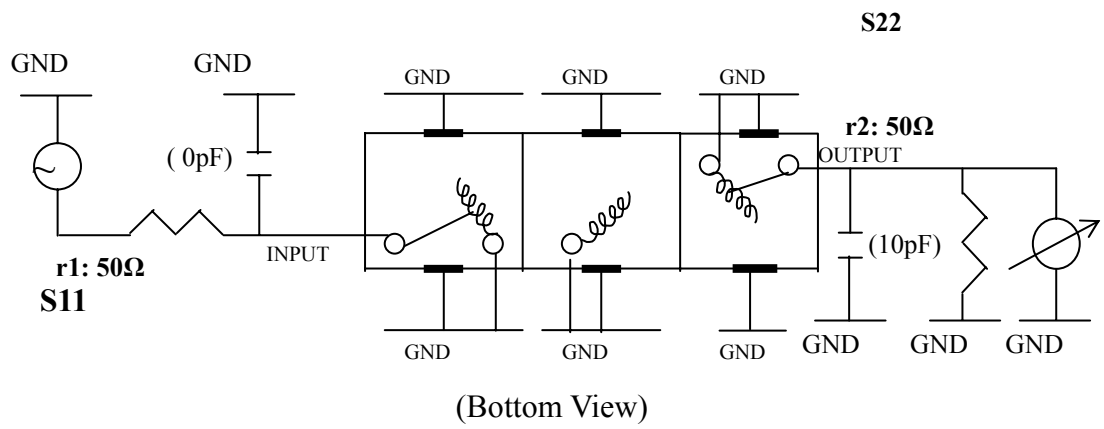 S22
GND
GND
GND
GND
GND
r2: 50Ω
( 0pF)
OUTPUT
INPUT
(10pF)
r1: 50Ω
S11
GND
GND
GND
GND
GND
GND
(Bottom View)